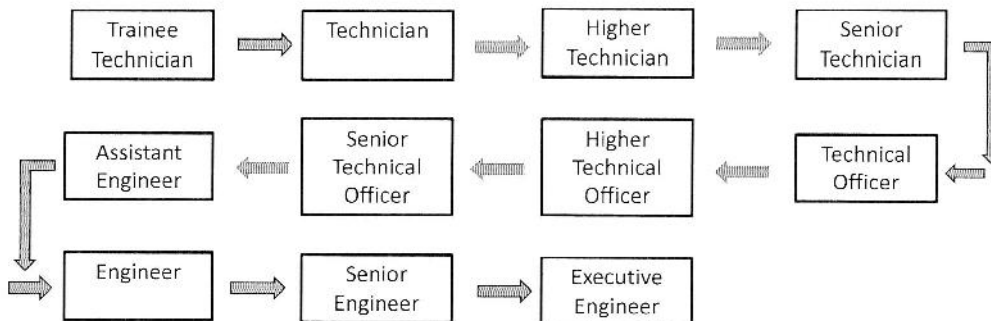 Trainee
Technician
Technician
Higher
Technician
Senior
Technician
Technical
Officer
Higher
Technical
Officer
Senior
Technical
Officer
Assistant
Engineer
Engineer
Senior
Engineer
Executive
Engineer